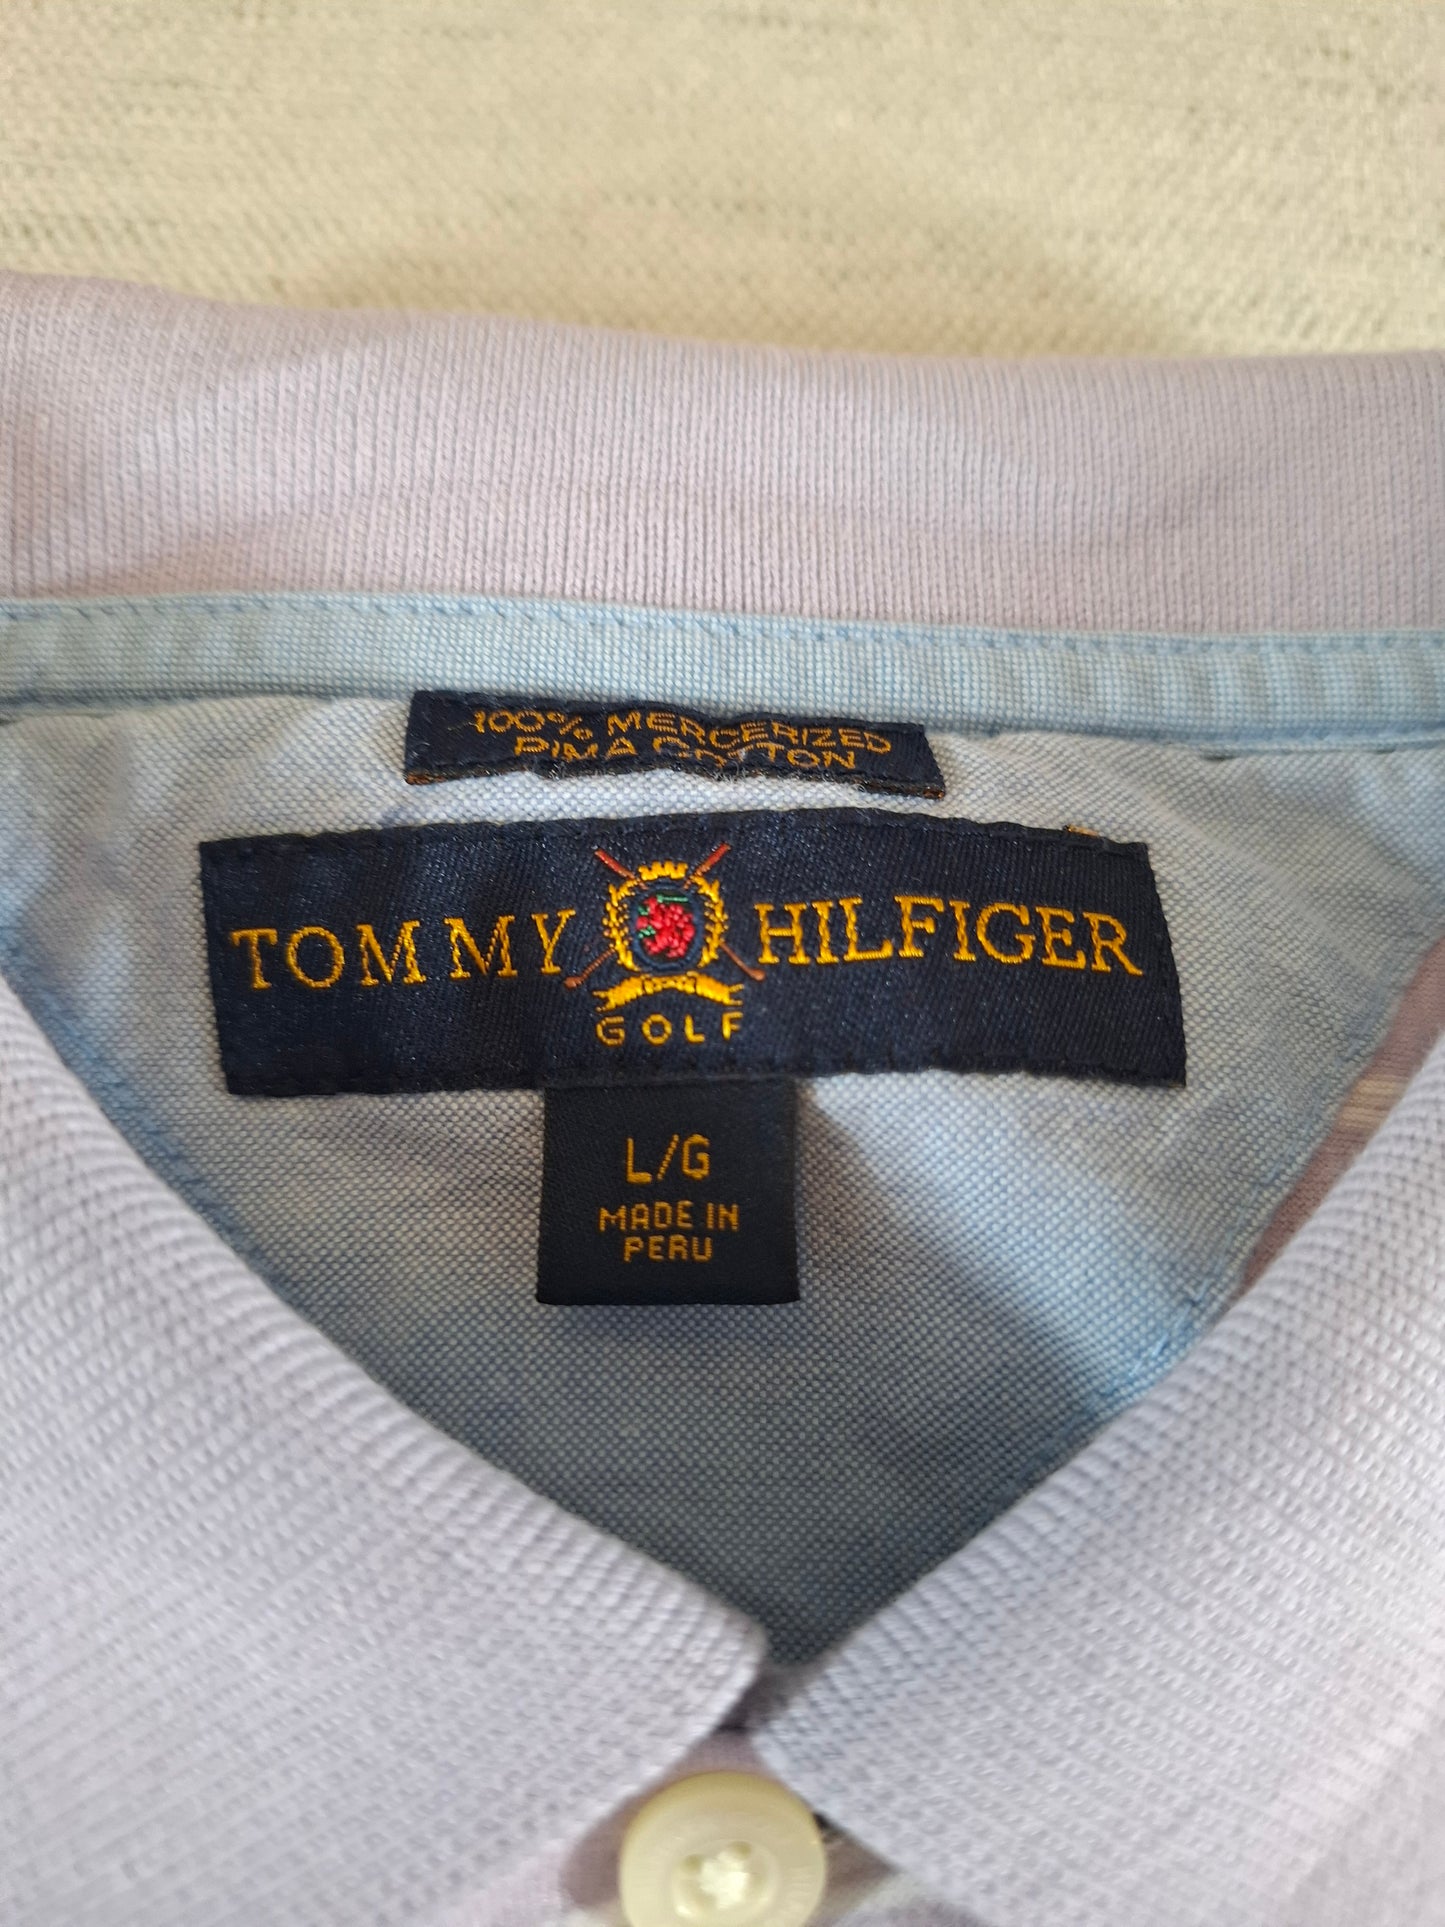 100% MERCERIZED
PIMA COTTON
TOMMY HILFIGER
GOLF
L/G
MADE IN
PERU